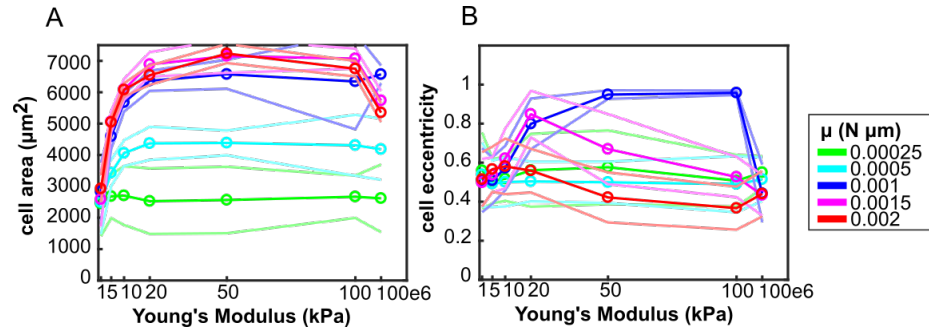 A
cell area (µm²)
7000
6000
5000
4000
3000
2000
1000
0
15 10 20 50 100 100e6
Young's Modulus (kPa)
B
cell eccentricity
1
0.8
0.6
0.4
0.2
0
15 10 20 50 100 100e6
Young's Modulus (kPa)
µ (N µm)
0.00025
0.0005
0.001
0.0015
0.002